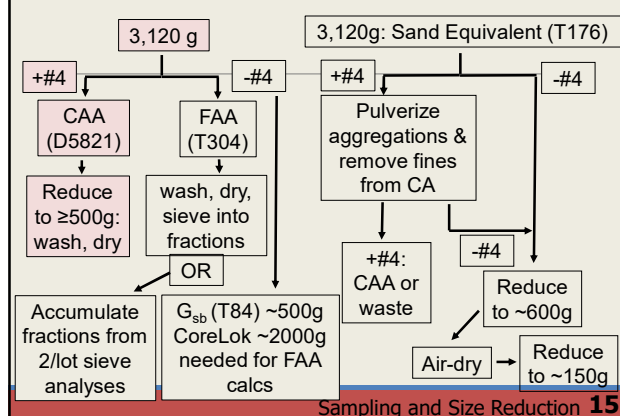 3,120 g
+#4
-#4
CAA
(D5821)
FAA
(T304)
Reduce
to ≥500g:
wash, dry
wash, dry,
sieve into
fractions
OR
Accumulate
fractions from
2/lot sieve
analyses
Gsb (T84) ~500g
CoreLok ~2000g
needed for FAA
calcs
3,120g: Sand Equivalent (T176)
+#4
-#4
Pulverize
aggregations &
remove fines
from CA
-#4
+#4:
CAA or
waste
Reduce
to ~600g
Air-dry
Reduce
to ~150g
Sampling and Size Reduction 15